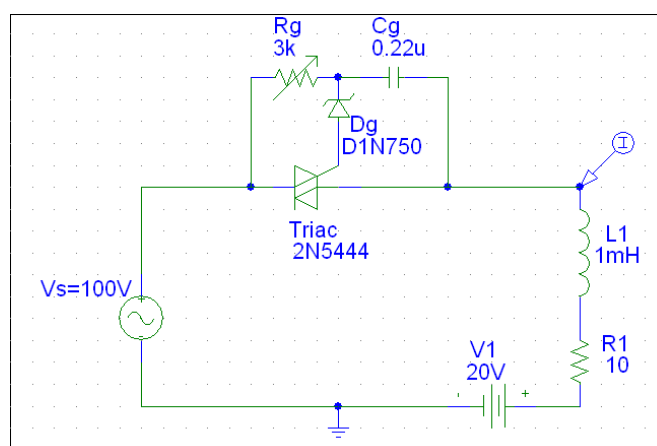 Rg
3k
Cg
0.22u
Dg
D1N750
I
Triac
2N5444
L1
1mH
Vs=100V
R1
10
V1
20V
- +